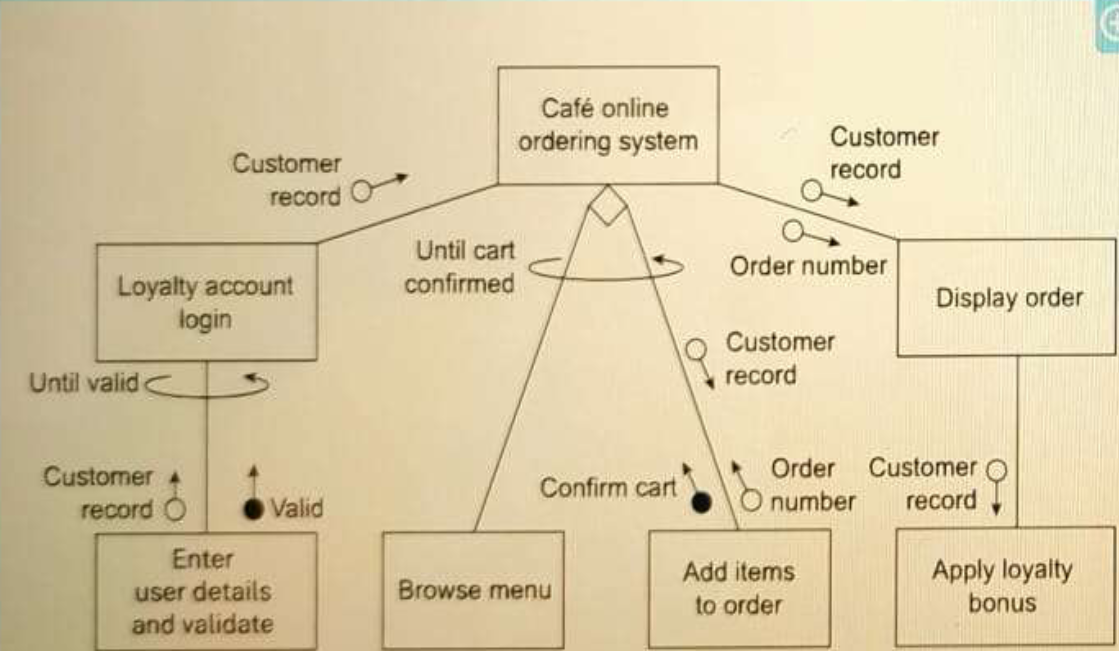 Café online
ordering system
Customer
record
Customer
record
Order number
Until cart
confirmed
Loyalty account
login
Display order
Until valid
Customer
record
Customer
record
Valid
Confirm cart
Order
number
Customer
record
Enter
user details
and validate
Browse menu
Add items
to order
Apply loyalty
bonus